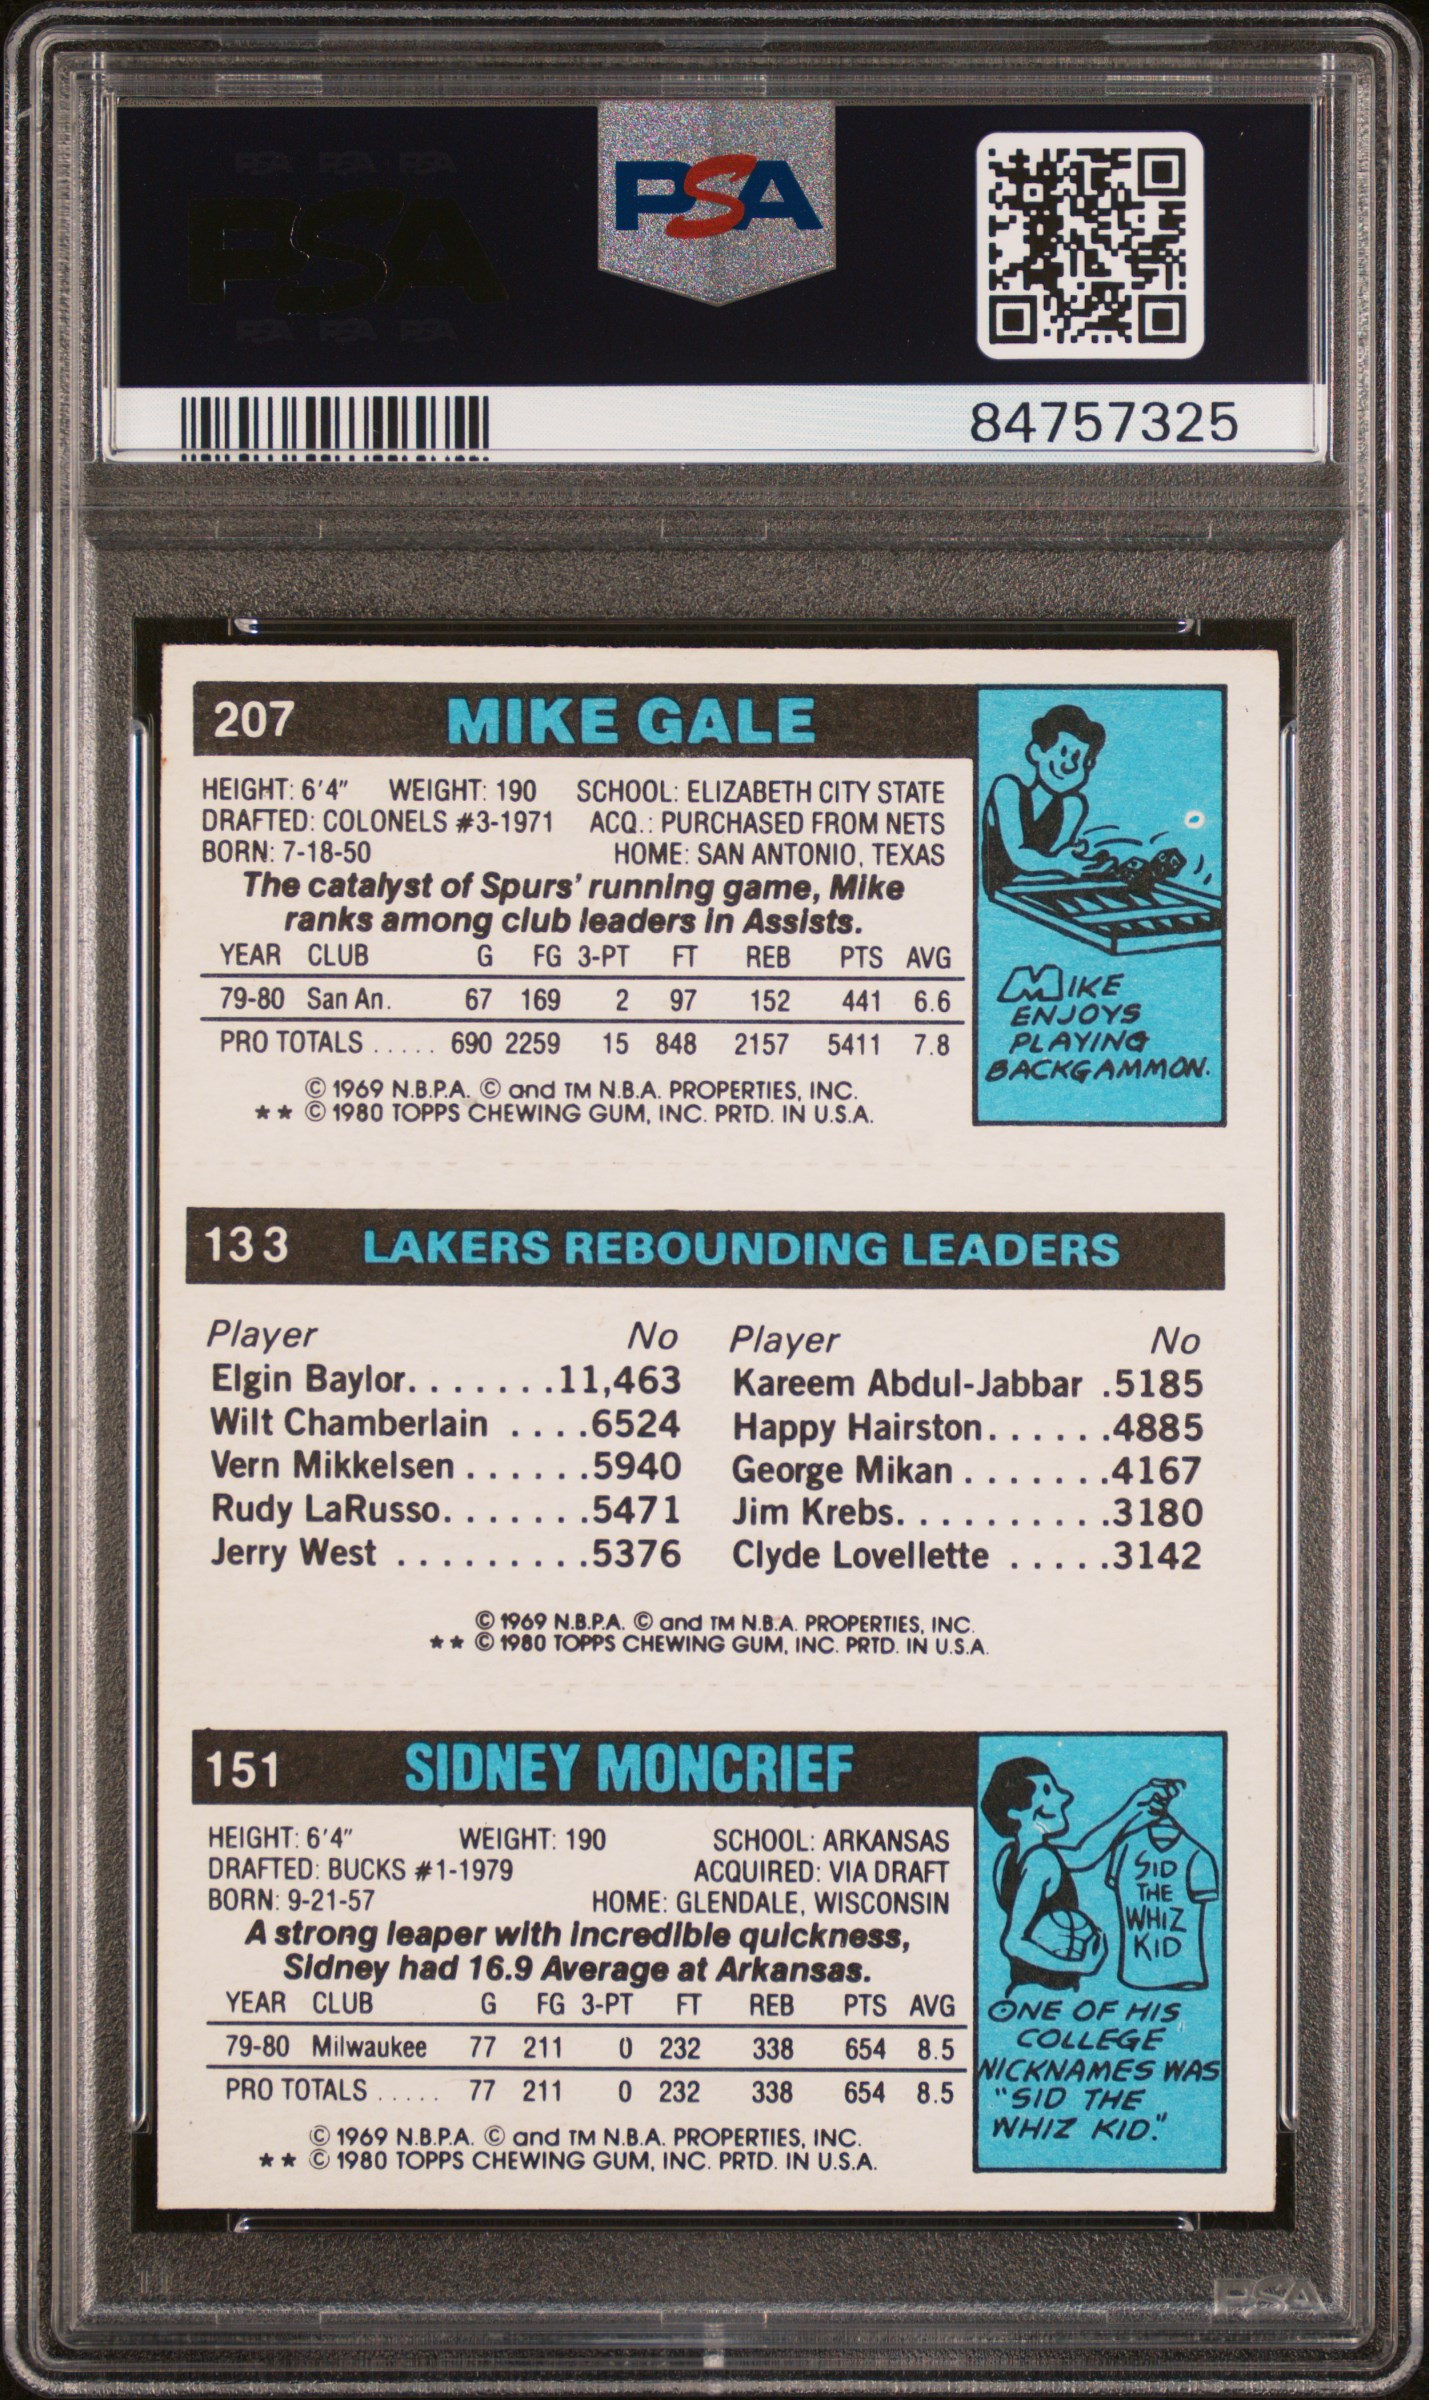 PSA PSA PSA
PSA
PSA PSA PSA
PSA
84757325
207 MIKE GALE
HEIGHT: 6'4" WEIGHT: 190 SCHOOL: ELIZABETH CITY STATE
DRAFTED: COLONELS #3-1971 ACQ.: PURCHASED FROM NETS
BORN: 7-18-50 HOME: SAN ANTONIO, TEXAS
The catalyst of Spurs' running game, Mike
ranks among club leaders in Assists.
YEAR CLUB G FG 3-PT FT REB PTS AVG
79-80 San An. 67 169 2 97 152 441 6.6
PRO TOTALS ..... 690 2259 15 848 2157 5411 7.8
© 1969 N.B.P.A. © and TM N.B.A. PROPERTIES, INC.
** © 1980 TOPPS CHEWING GUM, INC. PRTD. IN U.S.A.
MIKE
ENJOYS
PLAYING
BACKGAMMON.
133 LAKERS REBOUNDING LEADERS
Player No Player No
Elgin Baylor.......11,463 Kareem Abdul-Jabbar .5185
Wilt Chamberlain ....6524 Happy Hairston......4885
Vern Mikkelsen......5940 George Mikan.......4167
Rudy LaRusso.......5471 Jim Krebs..........3180
Jerry West .........5376 Clyde Lovellette .....3142
© 1969 N.B.P.A. © and TM N.B.A. PROPERTIES, INC.
** © 1980 TOPPS CHEWING GUM, INC. PRTD. IN U.S.A.
151 SIDNEY MONCRIEF
HEIGHT: 6'4" WEIGHT: 190 SCHOOL: ARKANSAS
DRAFTED: BUCKS #1-1979 ACQUIRED: VIA DRAFT
BORN: 9-21-57 HOME: GLENDALE, WISCONSIN
A strong leaper with incredible quickness,
Sidney had 16.9 Average at Arkansas.
YEAR CLUB G FG 3-PT FT REB PTS AVG
79-80 Milwaukee 77 211 0 232 338 654 8.5
PRO TOTALS ..... 77 211 0 232 338 654 8.5
© 1969 N.B.P.A. © and TM N.B.A. PROPERTIES, INC.
** © 1980 TOPPS CHEWING GUM, INC. PRTD. IN U.S.A.
SID
THE
WHIZ
KID
ONE OF HIS
COLLEGE
NICKNAMES WAS
"SID THE
WHIZ KID."
PSA